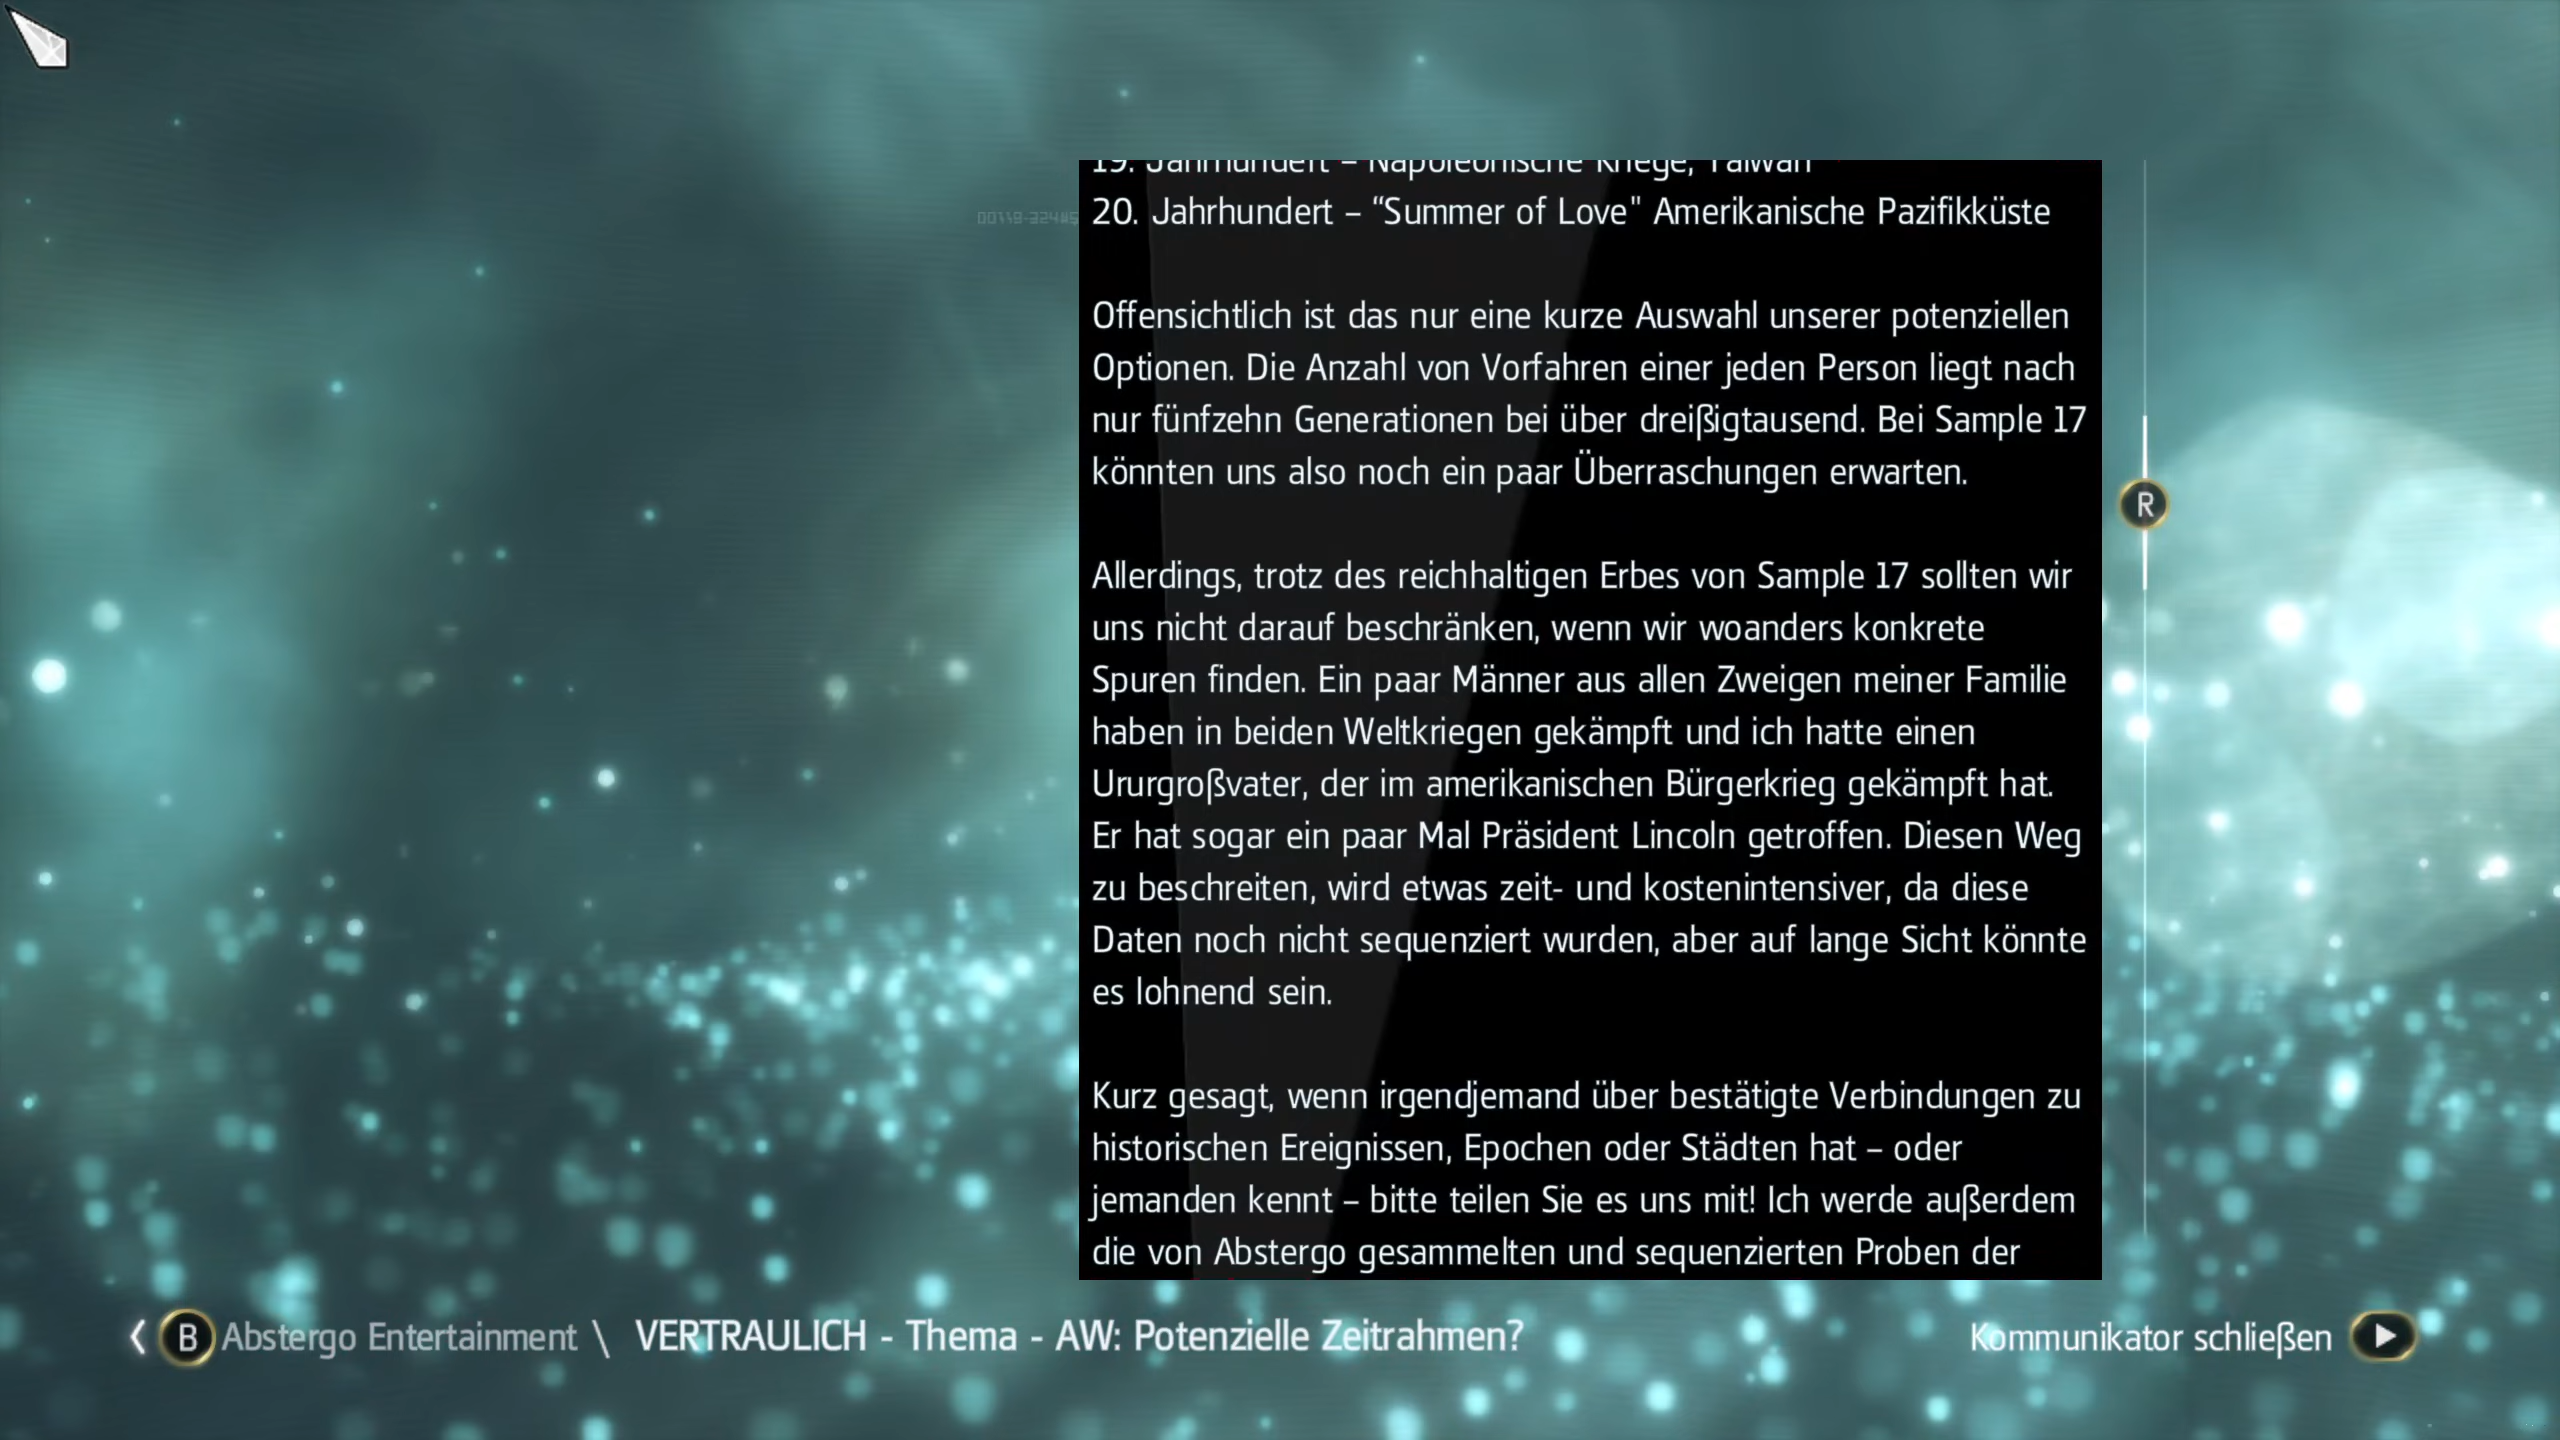 19. Jahrhundert – Napoleonische Kriege, Taiwan
20. Jahrhundert – “Summer of Love" Amerikanische Pazifikküste
Offensichtlich ist das nur eine kurze Auswahl unserer potenziellen
Optionen. Die Anzahl von Vorfahren einer jeden Person liegt nach
nur fünfzehn Generationen bei über dreißigtausend. Bei Sample 17
könnten uns also noch ein paar Überraschungen erwarten.
Allerdings, trotz des reichhaltigen Erbes von Sample 17 sollten wir
uns nicht darauf beschränken, wenn wir woanders konkrete
Spuren finden. Ein paar Männer aus allen Zweigen meiner Familie
haben in beiden Weltkriegen gekämpft und ich hatte einen
Ururgroßvater, der im amerikanischen Bürgerkrieg gekämpft hat.
Er hat sogar ein paar Mal Präsident Lincoln getroffen. Diesen Weg
zu beschreiten, wird etwas zeit- und kostenintensiver, da diese
Daten noch nicht sequenziert wurden, aber auf lange Sicht könnte
es lohnend sein.
Kurz gesagt, wenn irgendjemand über bestätigte Verbindungen zu
historischen Ereignissen, Epochen oder Städten hat – oder
jemanden kennt – bitte teilen Sie es uns mit! Ich werde außerdem
die von Abstergo gesammelten und sequenzierten Proben der
R
B Abstergo Entertainment \ VERTRAULICH - Thema - AW: Potenzielle Zeitrahmen?
Kommunikator schließen